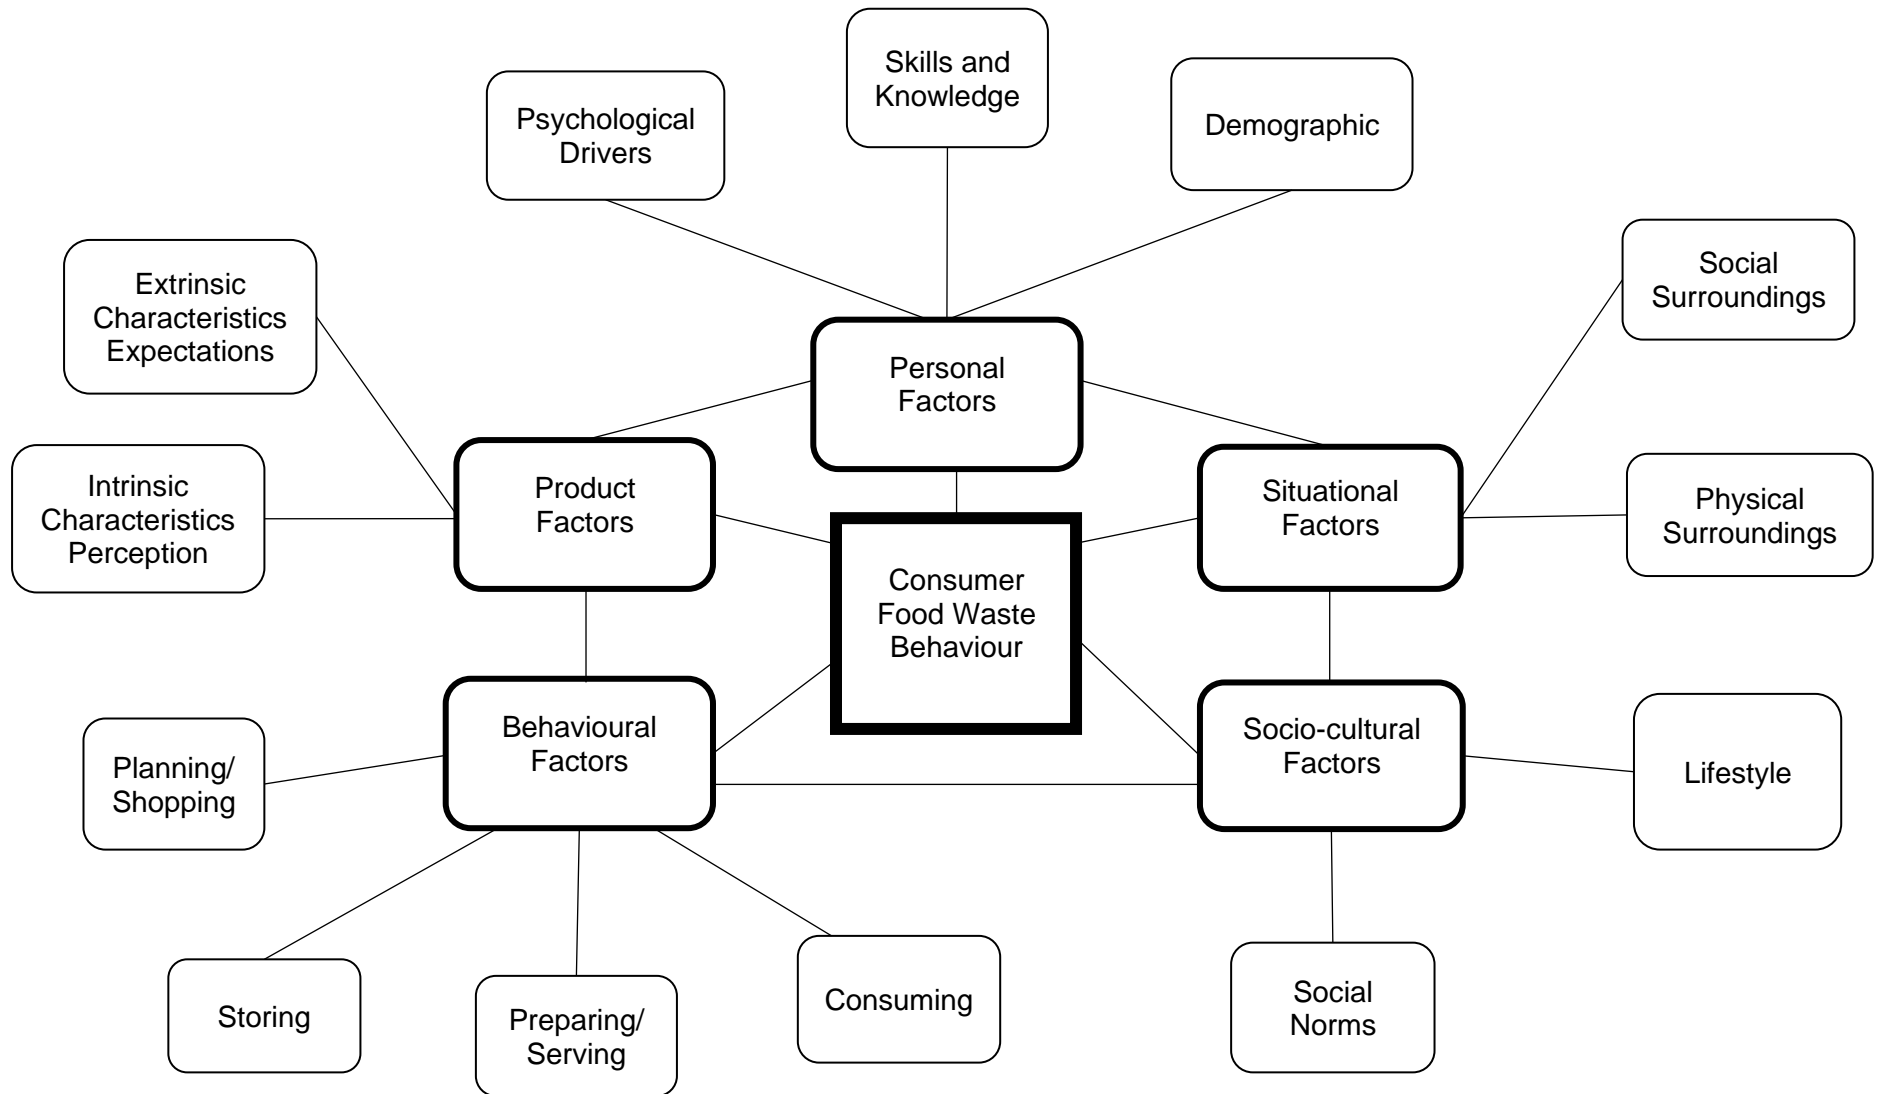 Skills and
Knowledge
Psychological
Drivers
Demographic
Social
Surroundings
Extrinsic
Characteristics
Expectations
Personal
Factors
Intrinsic
Characteristics
Perception
Product
Factors
Situational
Factors
Physical
Surroundings
Consumer
Food Waste
Behaviour
Behavioural
Factors
Socio-cultural
Factors
Planning/
Shopping
Lifestyle
Storing
Preparing/
Serving
Consuming
Social
Norms